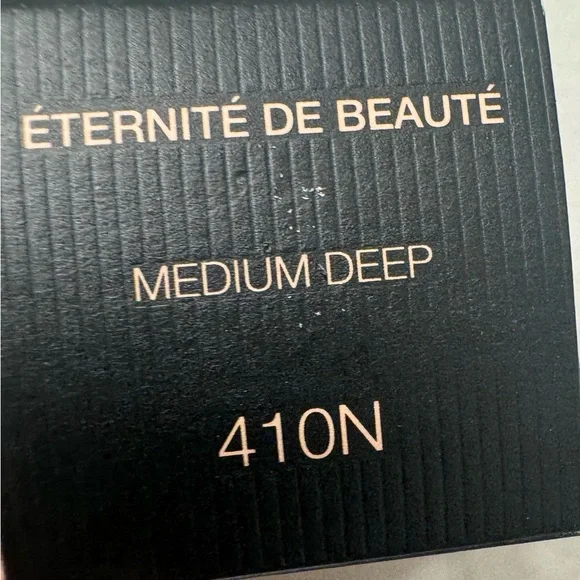 ÉTERNITÉ DE BEAUTÉ
MEDIUM DEEP
410N